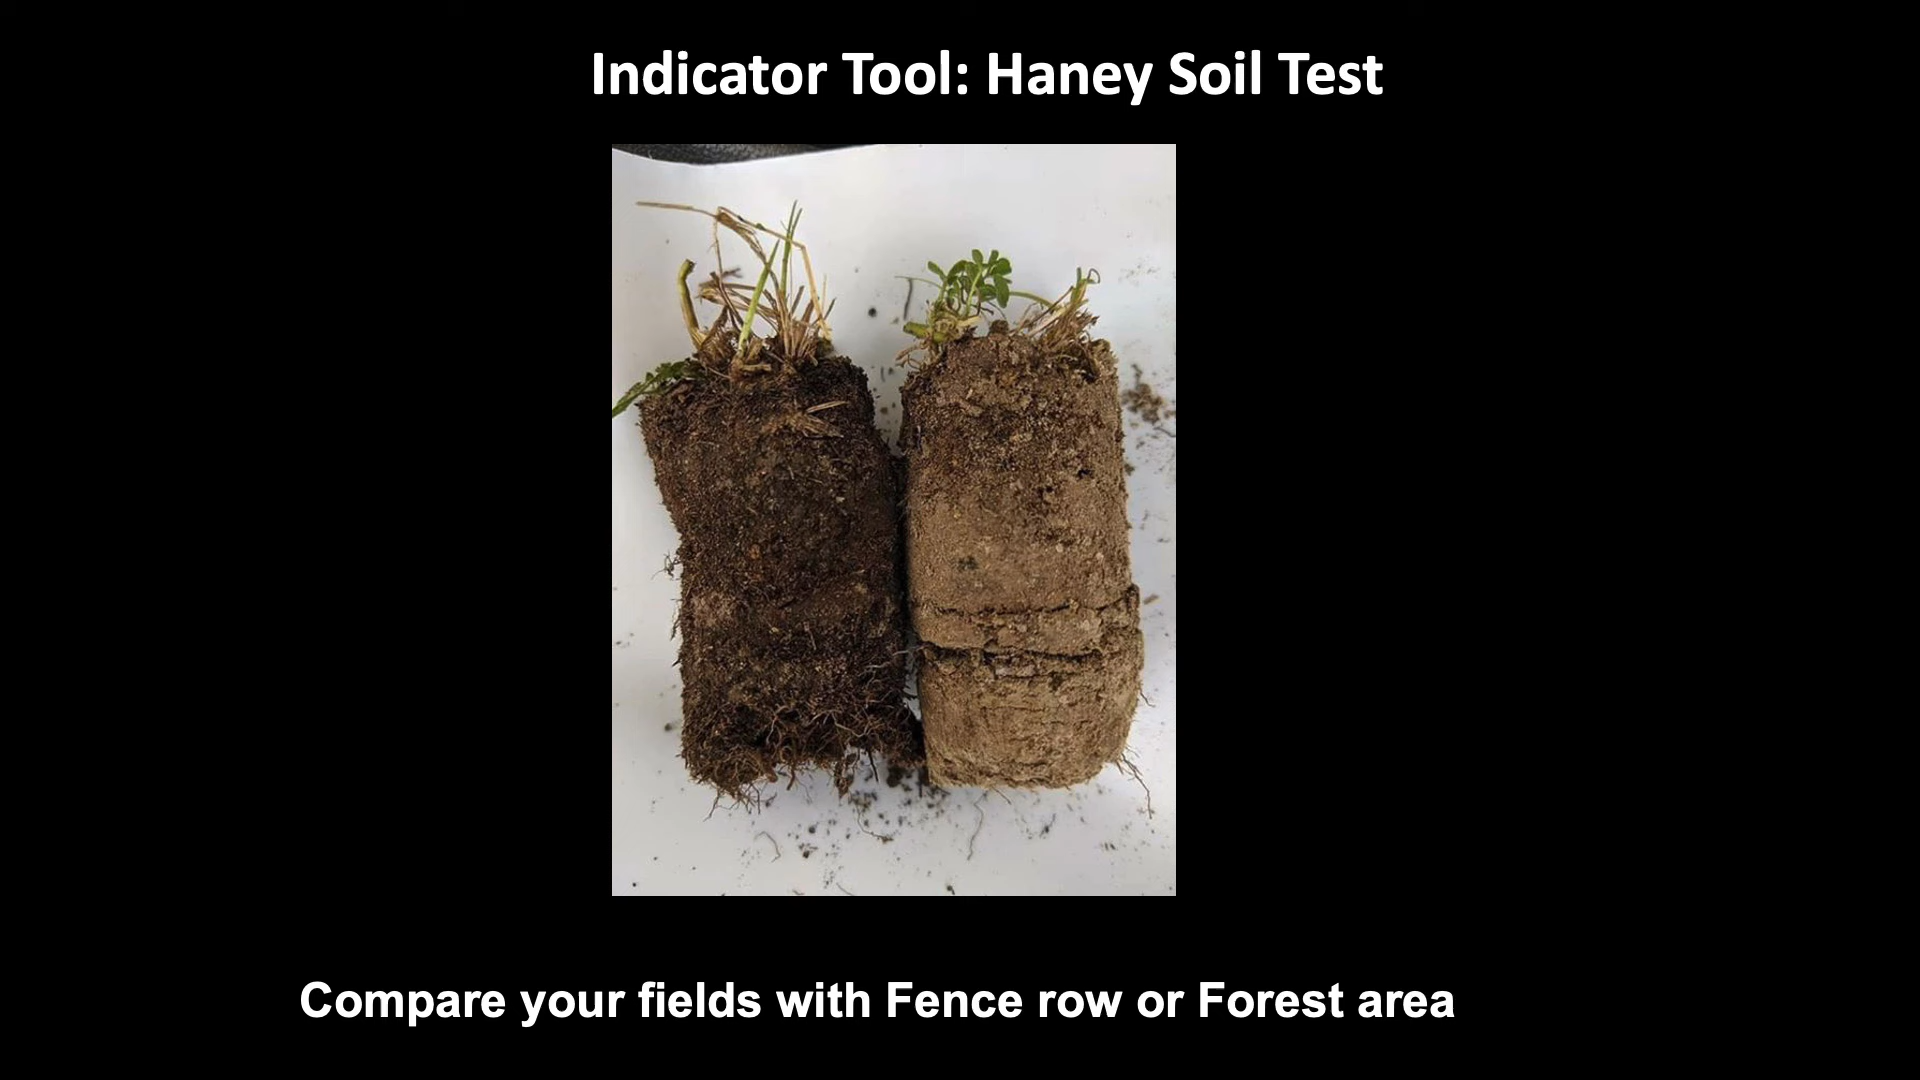 Indicator Tool: Haney Soil Test
Compare your fields with Fence row or Forest area